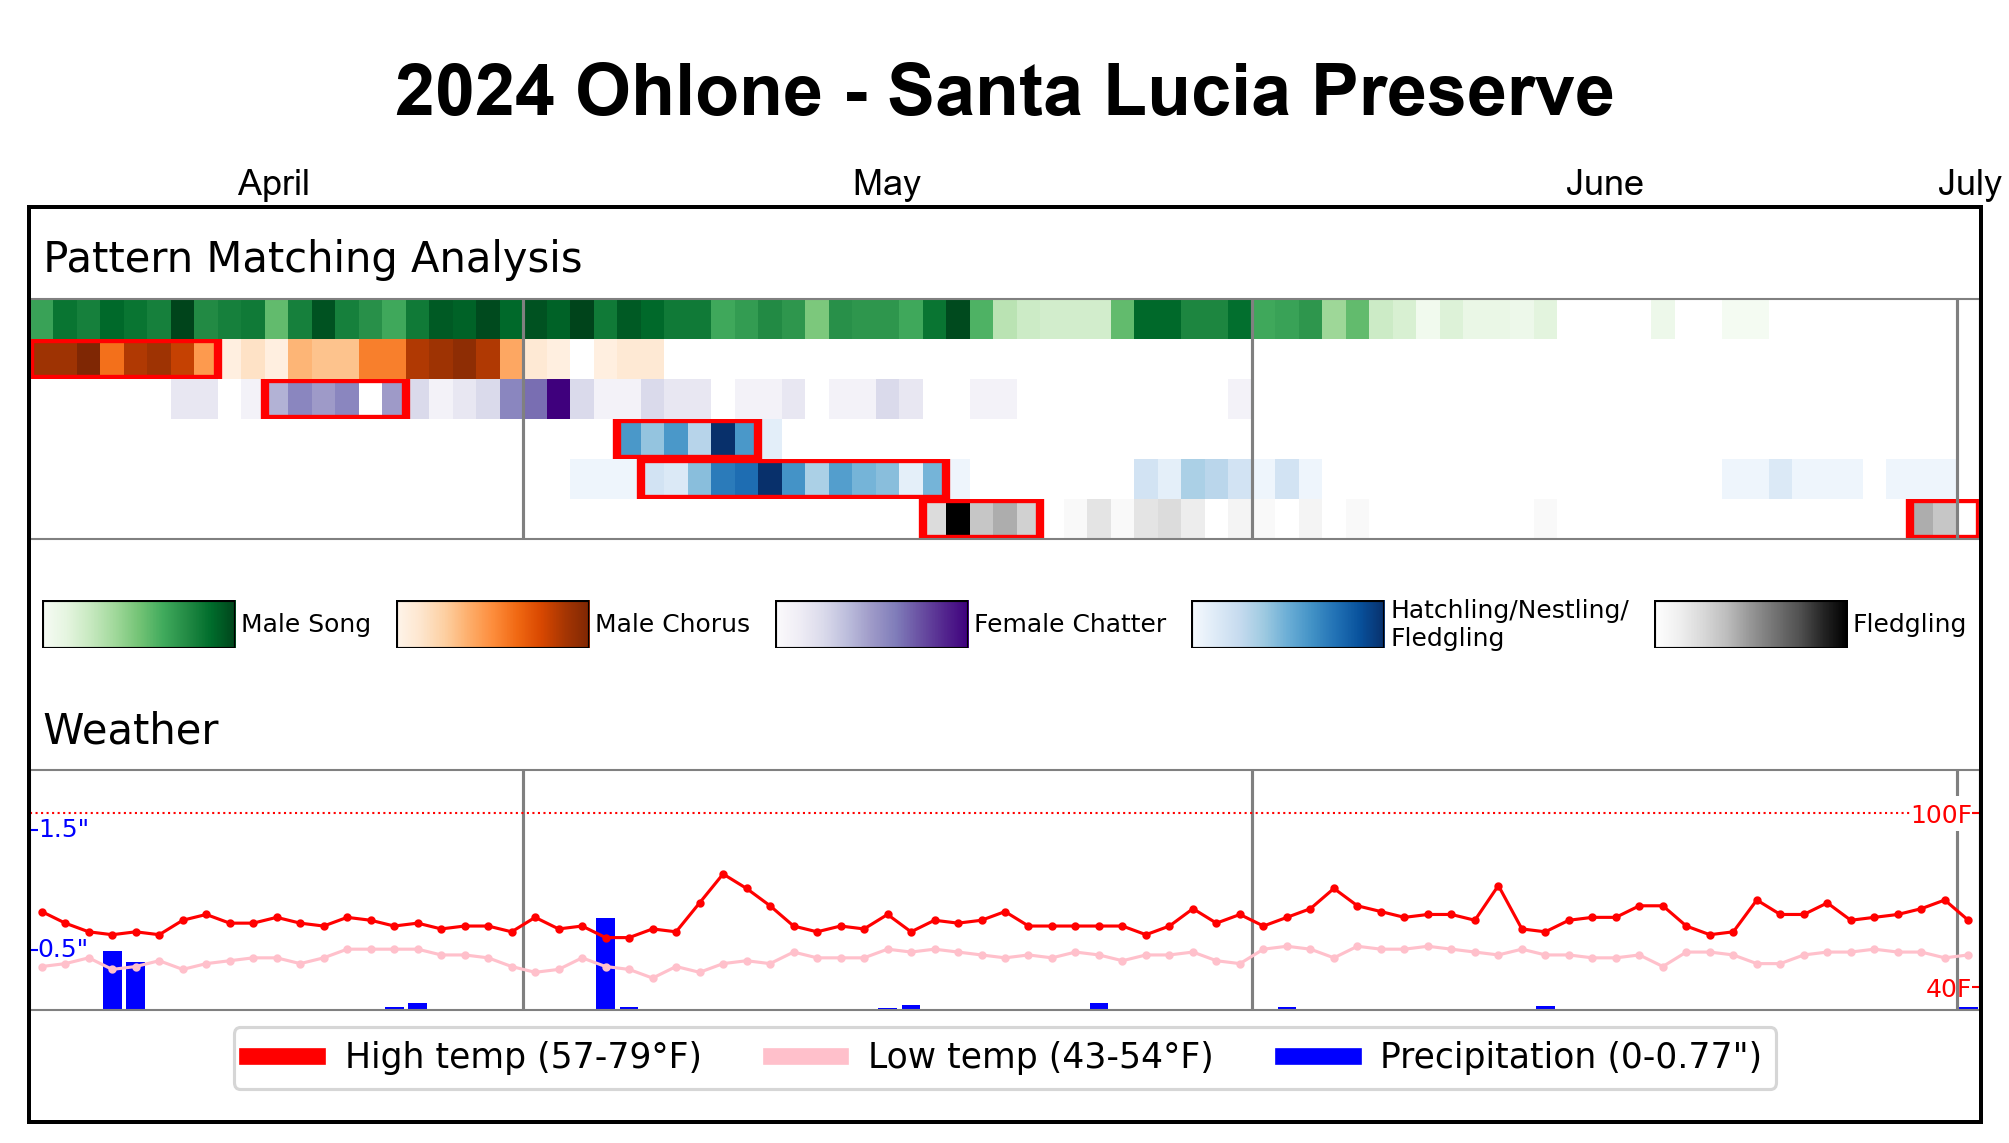 2024 Ohlone - Santa Lucia Preserve
April May June July
Pattern Matching Analysis
Male Song Male Chorus Female Chatter Hatchling/Nestling/ Fledgling
Fledgling
Weather
1.5" 100F
0.5"
40F
High temp (57-79°F) Low temp (43-54°F) Precipitation (0-0.77")